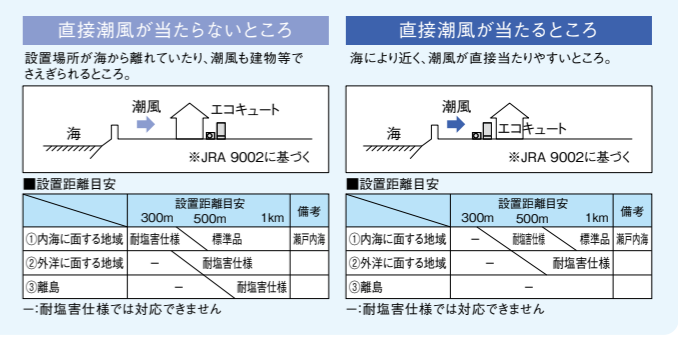 直接潮風が当たらないところ
設置場所が海から離れていたり、潮風も建物等で
さえぎられるところ。
潮風
エコキュート
海
※JRA 9002に基づく
■設置距離目安
設置距離目安
300m 500m 1km
備考
①内海に面する地域 耐塩害仕様 標準品 瀬戸内海
②外洋に面する地域 － 耐塩害仕様
③離島 － 耐塩害仕様
－:耐塩害仕様では対応できません
直接潮風が当たるところ
海により近く、潮風が直接当たりやすいところ。
潮風
エコキュート
海
※JRA 9002に基づく
■設置距離目安
設置距離目安
300m 500m 1km
備考
①内海に面する地域 － 耐塩害仕様 標準品 瀬戸内海
②外洋に面する地域 － 耐塩害仕様
③離島 －
－:耐塩害仕様では対応できません